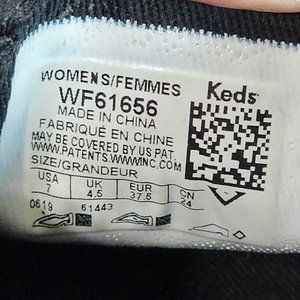 WOMENS/FEMMES
WF61656
Keds
MADE IN CHINA
FABRIQUÉ EN CHINE
MAY BE COVERED BY US PAT
WWW.PATENTS.WWWINC.COM
SIZE/GRANDEUR
USA UK EUR CN
7 4.5 37.5 24
0619 61443